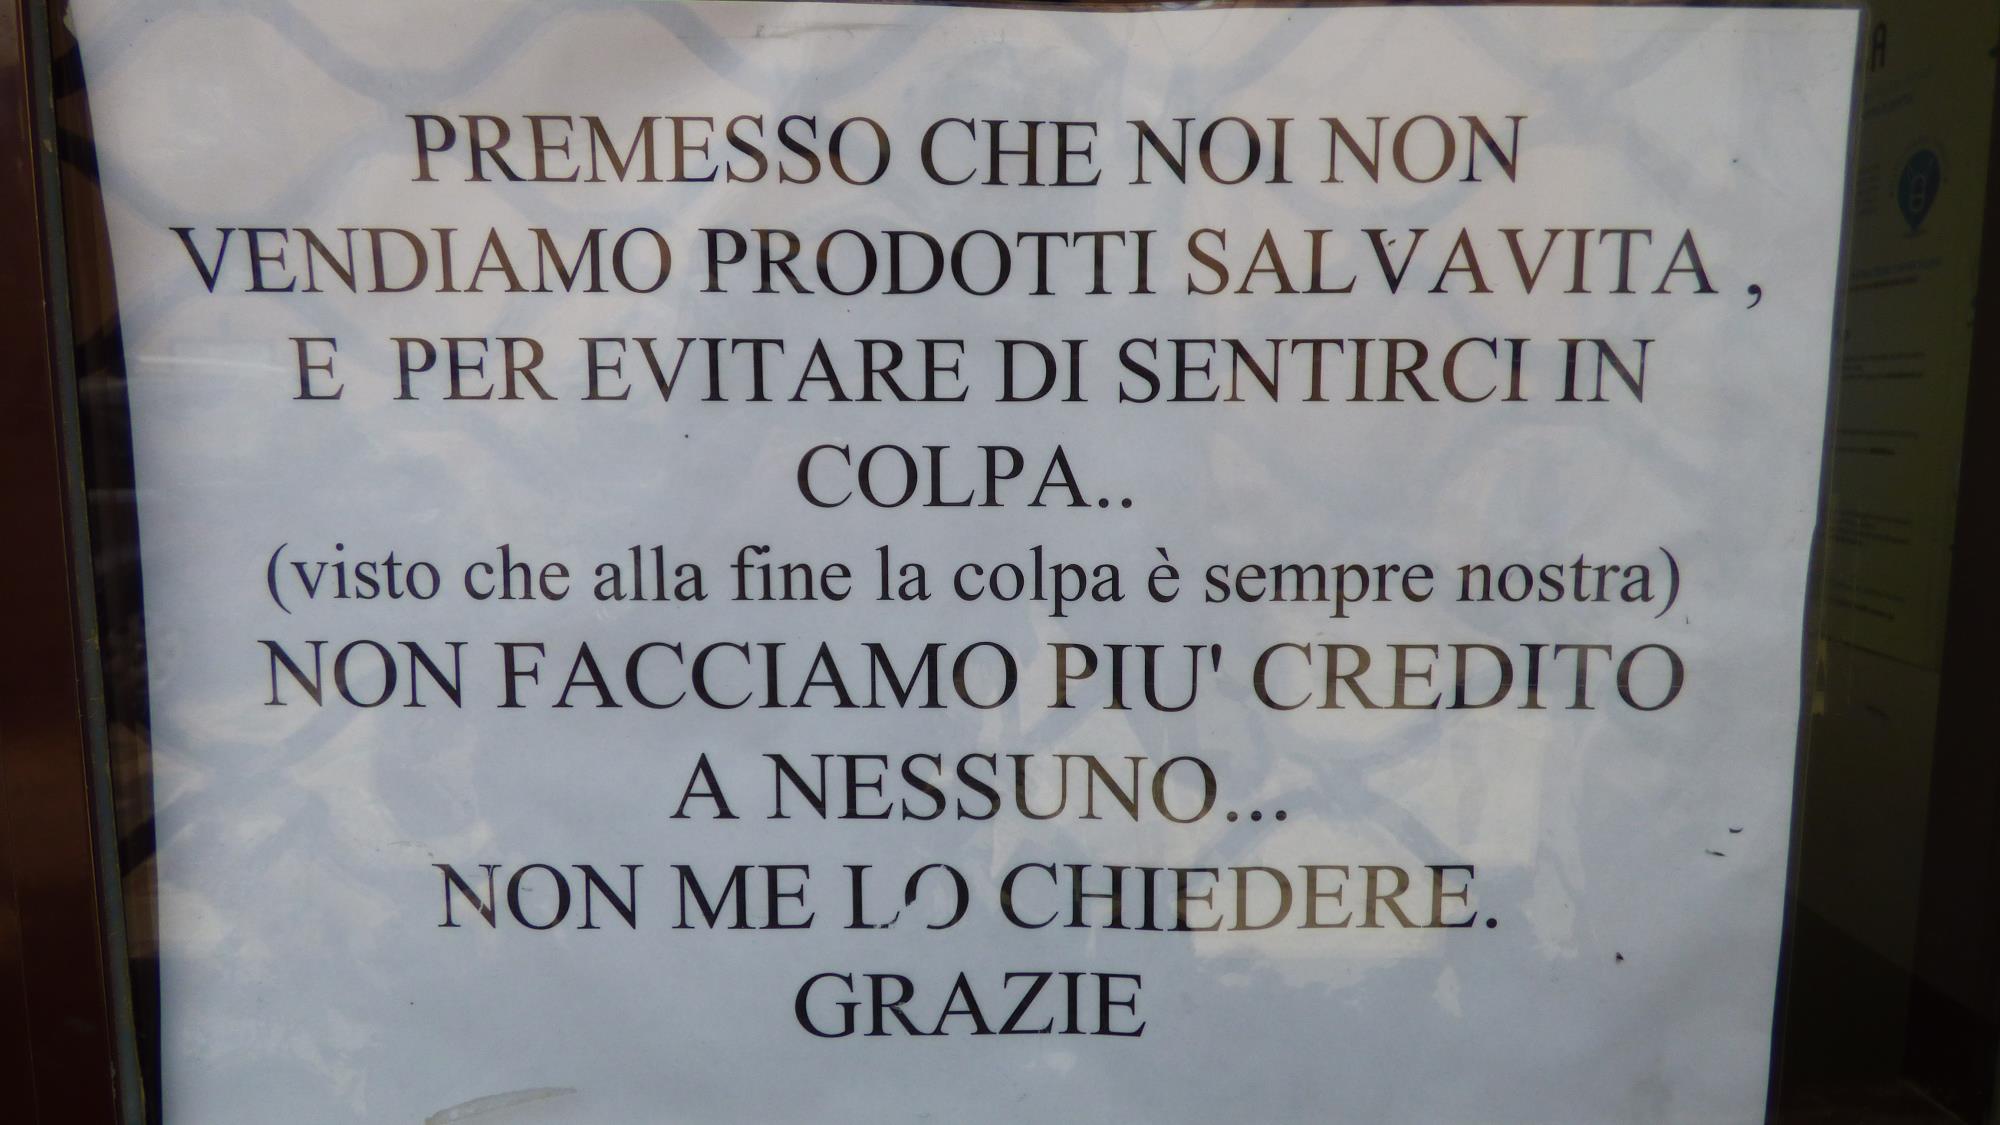 PREMESSO CHE NOI NON
VENDIAMO PRODOTTI SALVAVITA ,
E PER EVITARE DI SENTIRCI IN
COLPA..
(visto che alla fine la colpa è sempre nostra)
NON FACCIAMO PIU' CREDITO
A NESSUNO...
NON ME LO CHIEDERE.
GRAZIE